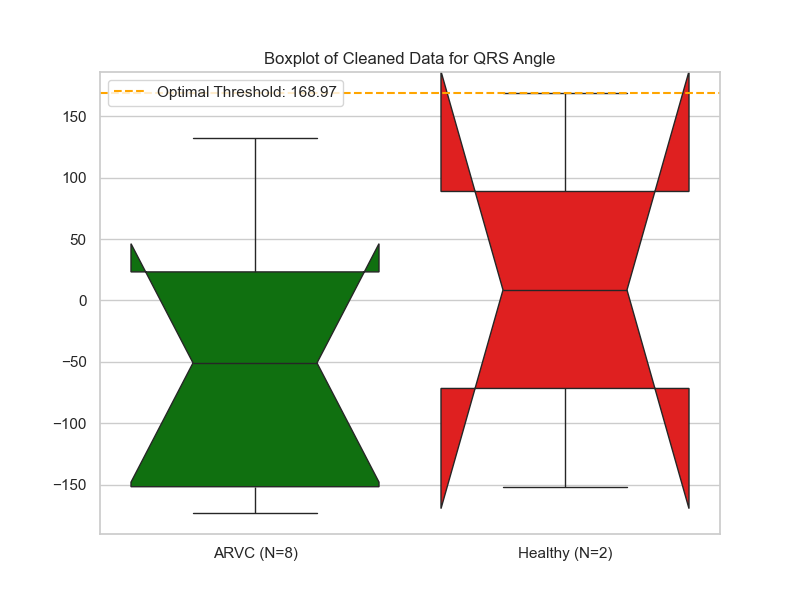 Boxplot of Cleaned Data for QRS Angle
Optimal Threshold: 168.97
150
100
50
0
−50
−100
−150
ARVC (N=8)
Healthy (N=2)